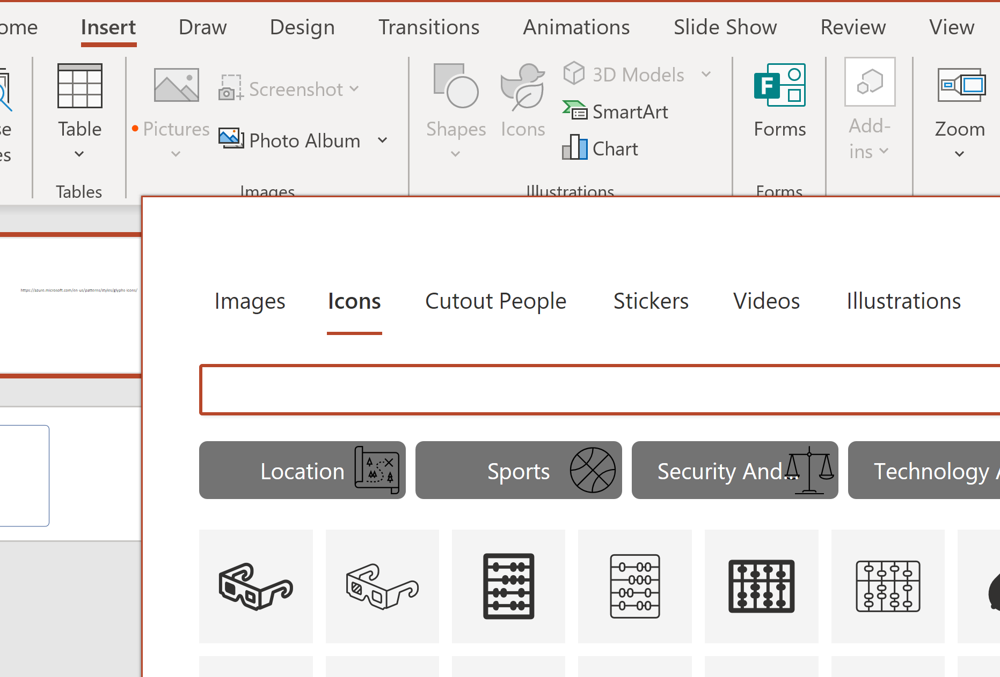 ome Insert Draw Design Transitions Animations Slide Show Review View
se
es
Table
Tables
Pictures
Screenshot
Photo Album
Images
Shapes
Icons
3D Models
SmartArt
Chart
Illustrations
F
Forms
Forms
Add-
ins
Zoom
https://azure.microsoft.com/en-us/patterns/styles/glyphs-icons/
Images Icons Cutout People Stickers Videos Illustrations
Location Sports Security And... Technology A